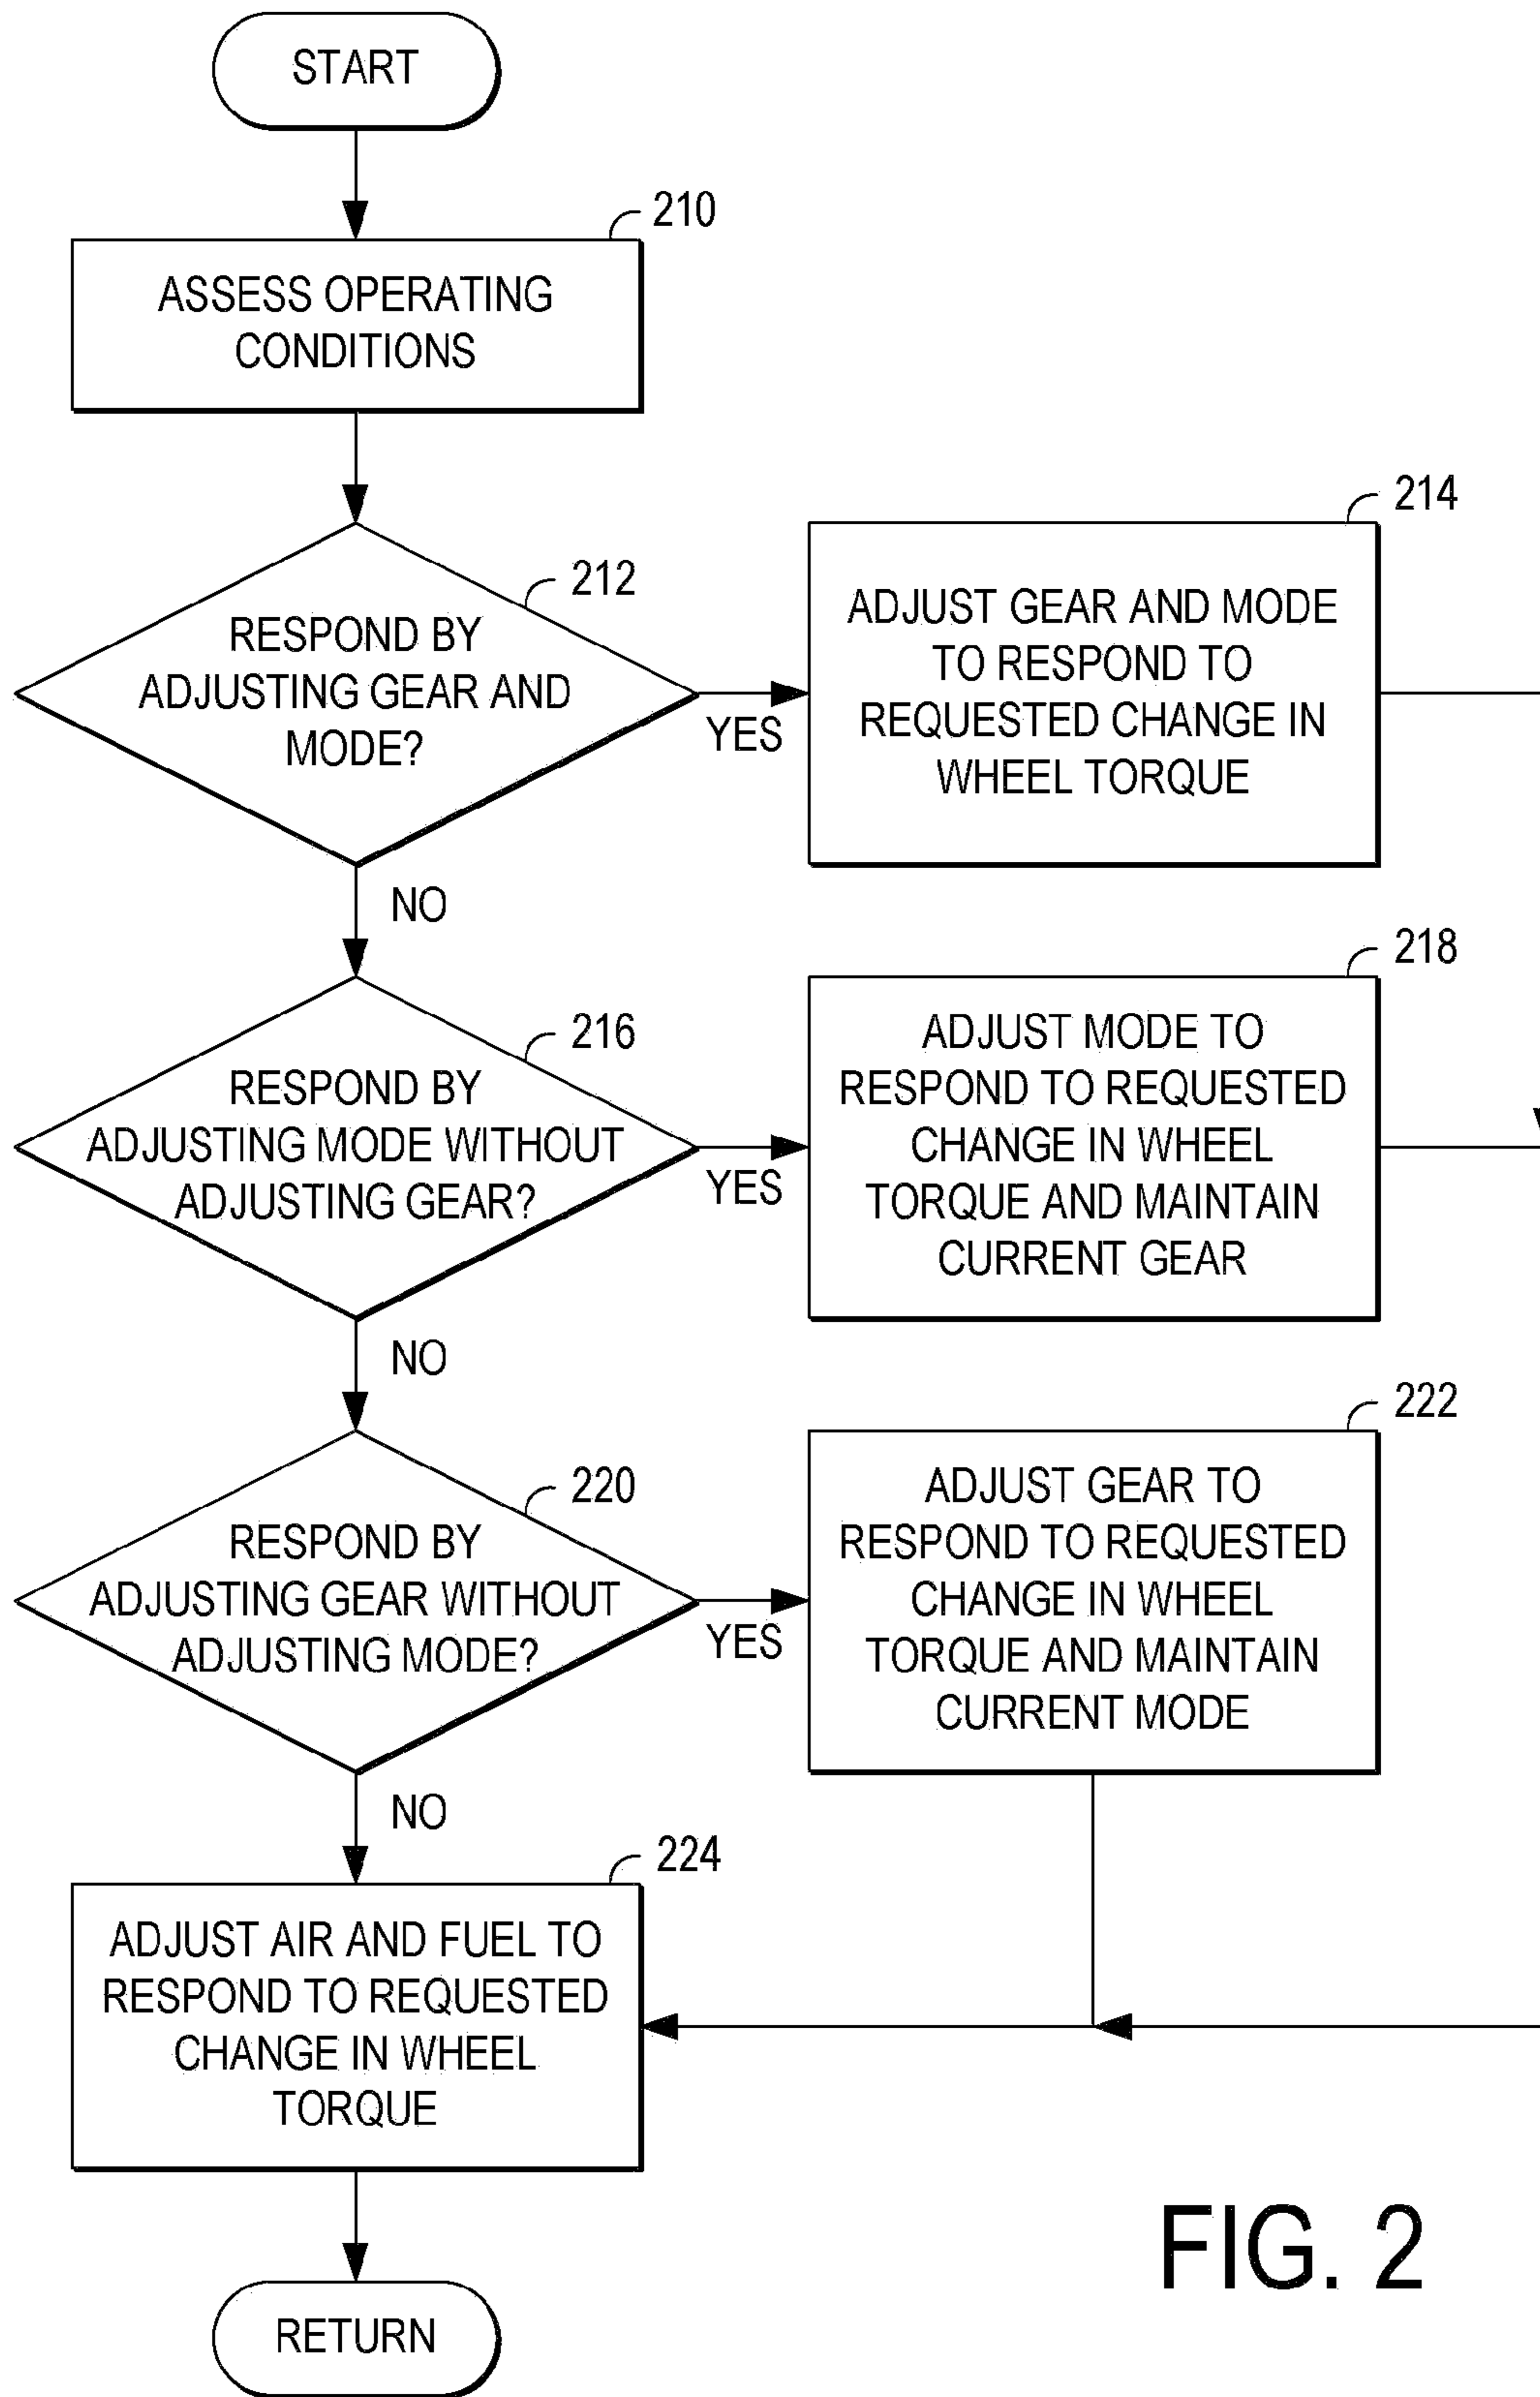 START
210
ASSESS OPERATING
CONDITIONS
212
RESPOND BY
ADJUSTING GEAR AND
MODE?
YES
214
ADJUST GEAR AND MODE
TO RESPOND TO
REQUESTED CHANGE IN
WHEEL TORQUE
NO
216
RESPOND BY
ADJUSTING MODE WITHOUT
ADJUSTING GEAR?
YES
218
ADJUST MODE TO
RESPOND TO REQUESTED
CHANGE IN WHEEL
TORQUE AND MAINTAIN
CURRENT GEAR
NO
220
RESPOND BY
ADJUSTING GEAR WITHOUT
ADJUSTING MODE?
YES
222
ADJUST GEAR TO
RESPOND TO REQUESTED
CHANGE IN WHEEL
TORQUE AND MAINTAIN
CURRENT MODE
NO
224
ADJUST AIR AND FUEL TO
RESPOND TO REQUESTED
CHANGE IN WHEEL
TORQUE
RETURN
FIG. 2